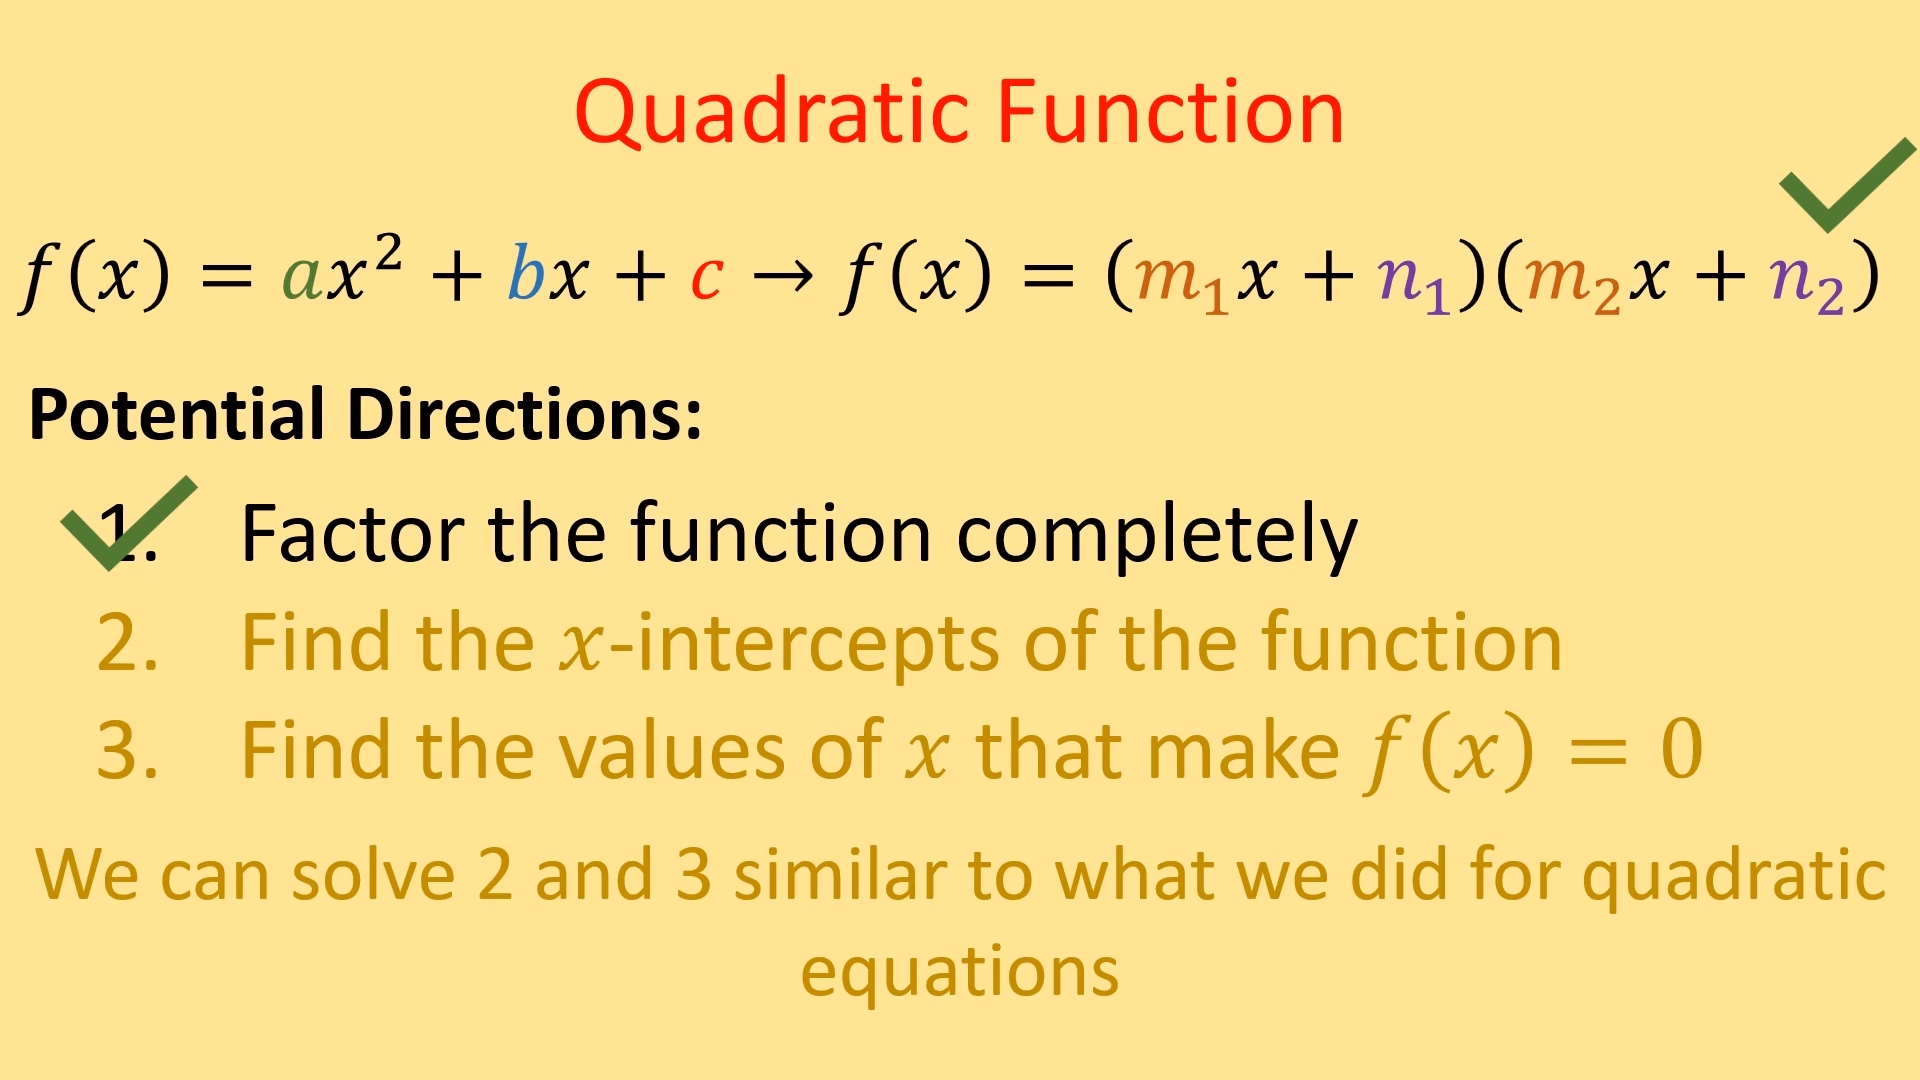 Quadratic Function
f(x) = ax² + bx + c → f(x) = (m₁x + n₁)(m₂x + n₂)
Potential Directions:
1. Factor the function completely
2. Find the x-intercepts of the function
3. Find the values of x that make f(x) = 0
We can solve 2 and 3 similar to what we did for quadratic
equations